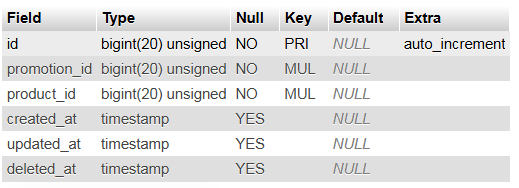 Field Type Null Key Default Extra
id bigint(20) unsigned NO PRI NULL auto_increment
promotion_id bigint(20) unsigned NO MUL NULL
product_id bigint(20) unsigned NO MUL NULL
created_at timestamp YES NULL
updated_at timestamp YES NULL
deleted_at timestamp YES NULL